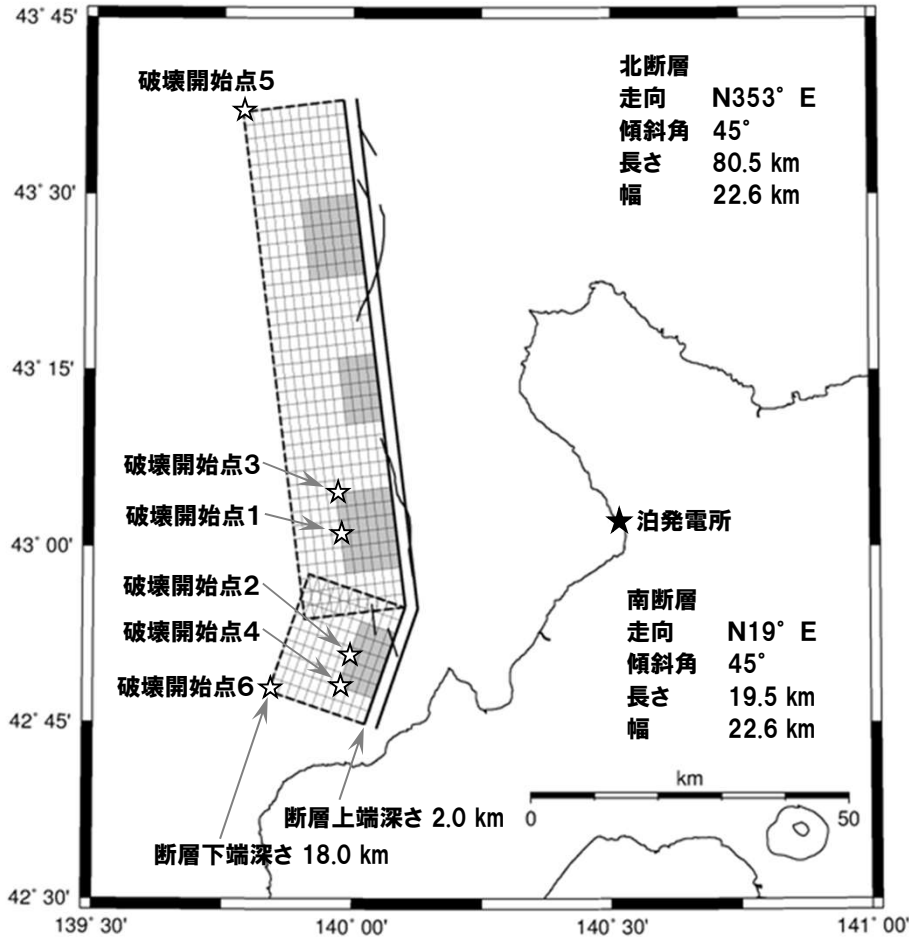 43° 45'
破壊開始点5
北断層
走向 N353° E
傾斜角 45°
長さ 80.5 km
幅 22.6 km
43° 30'
43° 15'
破壊開始点3
破壊開始点1
泊発電所
43° 00'
破壊開始点2
破壊開始点4
破壊開始点6
南断層
走向 N19° E
傾斜角 45°
長さ 19.5 km
幅 22.6 km
42° 45'
km
0 50
断層上端深さ 2.0 km
断層下端深さ 18.0 km
42° 30'
139° 30' 140° 00' 140° 30' 141° 00'